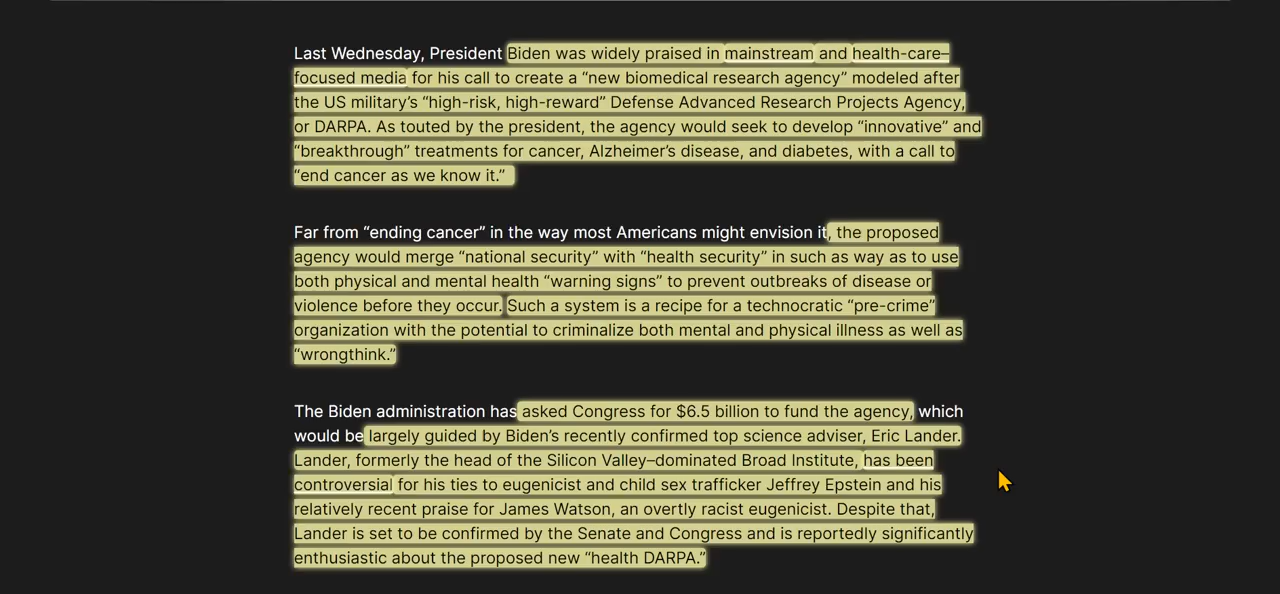 Last Wednesday, President Biden was widely praised in mainstream and health-care–
focused media for his call to create a “new biomedical research agency” modeled after
the US military’s “high-risk, high-reward” Defense Advanced Research Projects Agency,
or DARPA. As touted by the president, the agency would seek to develop “innovative” and
“breakthrough” treatments for cancer, Alzheimer’s disease, and diabetes, with a call to
“end cancer as we know it.”
Far from “ending cancer” in the way most Americans might envision it, the proposed
agency would merge “national security” with “health security” in such as way as to use
both physical and mental health “warning signs” to prevent outbreaks of disease or
violence before they occur. Such a system is a recipe for a technocratic “pre-crime”
organization with the potential to criminalize both mental and physical illness as well as
“wrongthink.”
The Biden administration has asked Congress for $6.5 billion to fund the agency, which
would be largely guided by Biden’s recently confirmed top science adviser, Eric Lander.
Lander, formerly the head of the Silicon Valley–dominated Broad Institute, has been
controversial for his ties to eugenicist and child sex trafficker Jeffrey Epstein and his
relatively recent praise for James Watson, an overtly racist eugenicist. Despite that,
Lander is set to be confirmed by the Senate and Congress and is reportedly significantly
enthusiastic about the proposed new “health DARPA.”